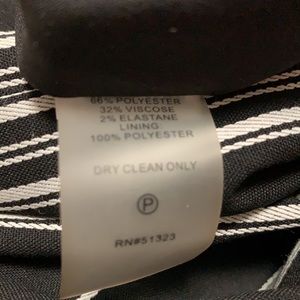 66% POLYESTER
32% VISCOSE
2% ELASTANE
LINING:
100% POLYESTER
DRY CLEAN ONLY
P
RN#51323